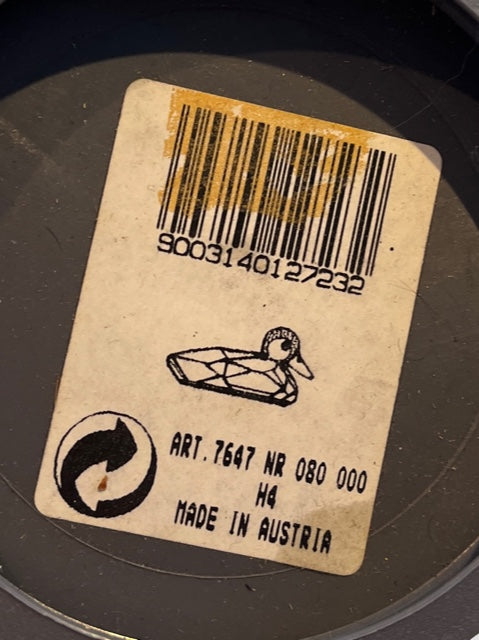 9003140127232
ART.7647 NR 080 000
H4
MADE IN AUSTRIA